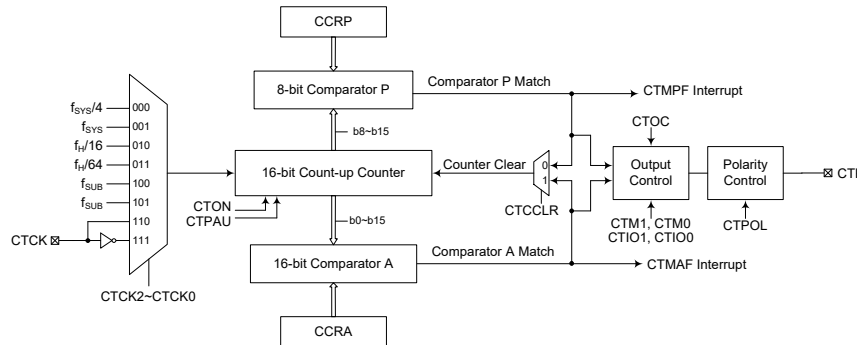 CCRP
8-bit Comparator P
Comparator P Match
CTMPF Interrupt
b8~b15
CTOC
fSYS/4 000
fSYS 001
fH/16 010
fH/64 011
fSUB 100
fSUB 101
110
111
CTCK
CTCK2~CTCK0
16-bit Count-up Counter
Counter Clear
0
1
CTCCLR
Output
Control
Polarity
Control
CTON
CTPAU
CTM1, CTM0
CTIO1, CTIO0
CTPOL
b0~b15
16-bit Comparator A
Comparator A Match
CTMAF Interrupt
CCRA